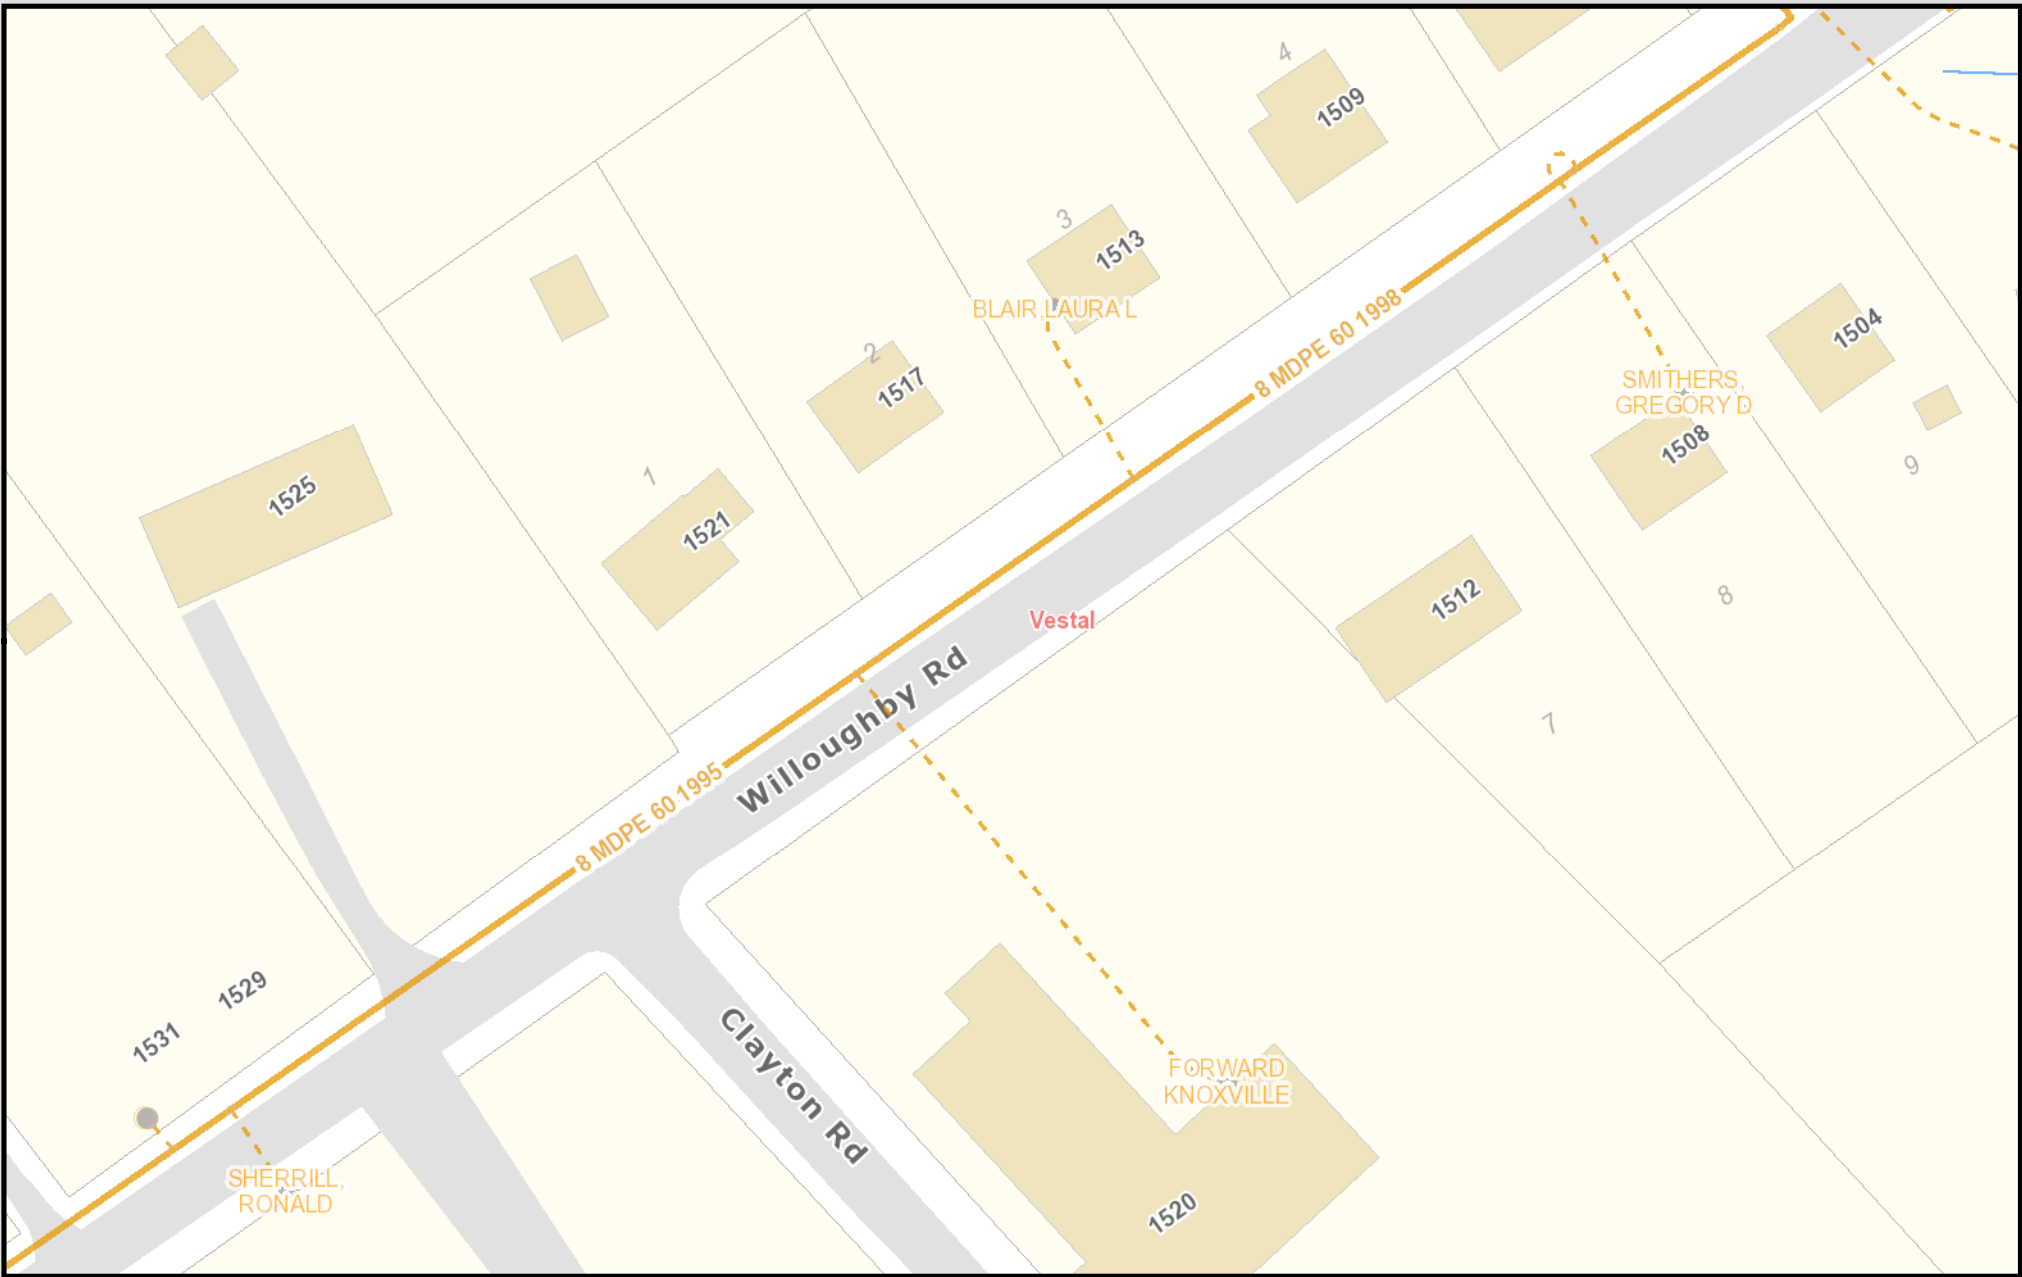 4
1509
3
1513
BLAIR,LAURA L
8 MDPE 60 1998
1504
SMITHERS,
GREGORY D
2
1517
1508
9
1
1525
1521
1512
8
Vestal
Willoughby Rd
7
8 MDPE 60 1995
1529
1531
Clayton Rd
FORWARD
KNOXVILLE
SHERRILL,
RONALD
1520